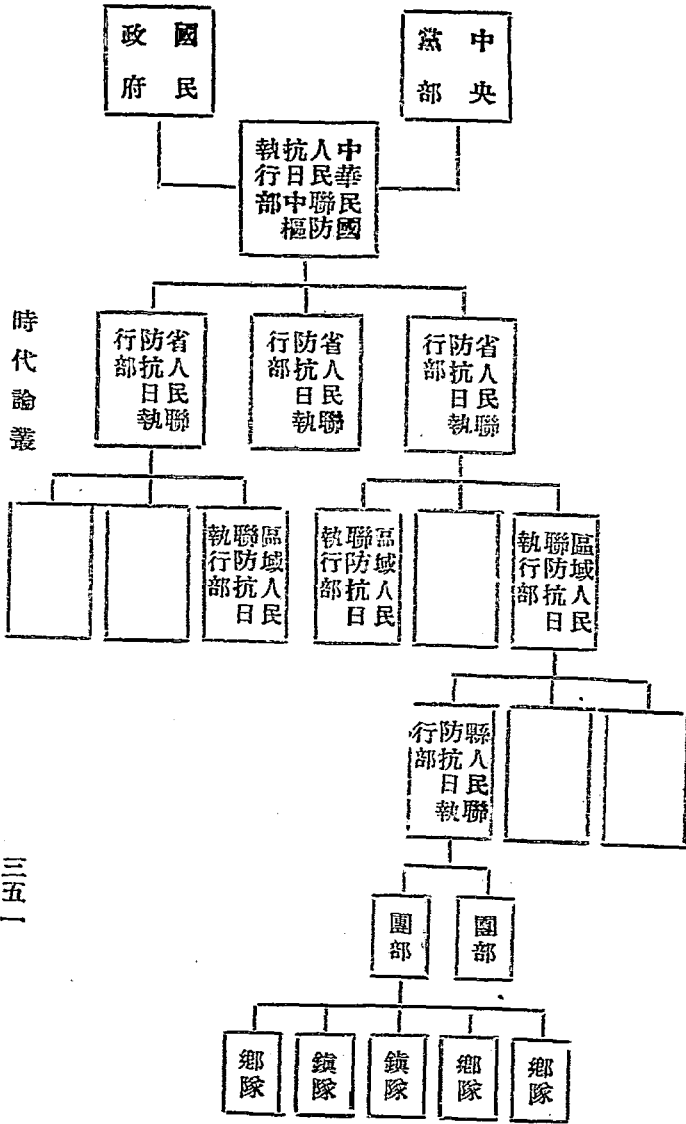 中央
黨部
國民
政府
中華民國
人民聯防
抗日中樞
執行部
省人民聯
防抗日執
行部
省人民聯
防抗日執
行部
省人民聯
防抗日執
行部
區域人民
聯防抗日
執行部
區域人民
聯防抗日
執行部
區域人民
聯防抗日
執行部
縣人民聯
防抗日執
行部
團部
團部
鄉隊
鄉隊
鎮隊
鎮隊
鄉隊
時代論叢
三五一